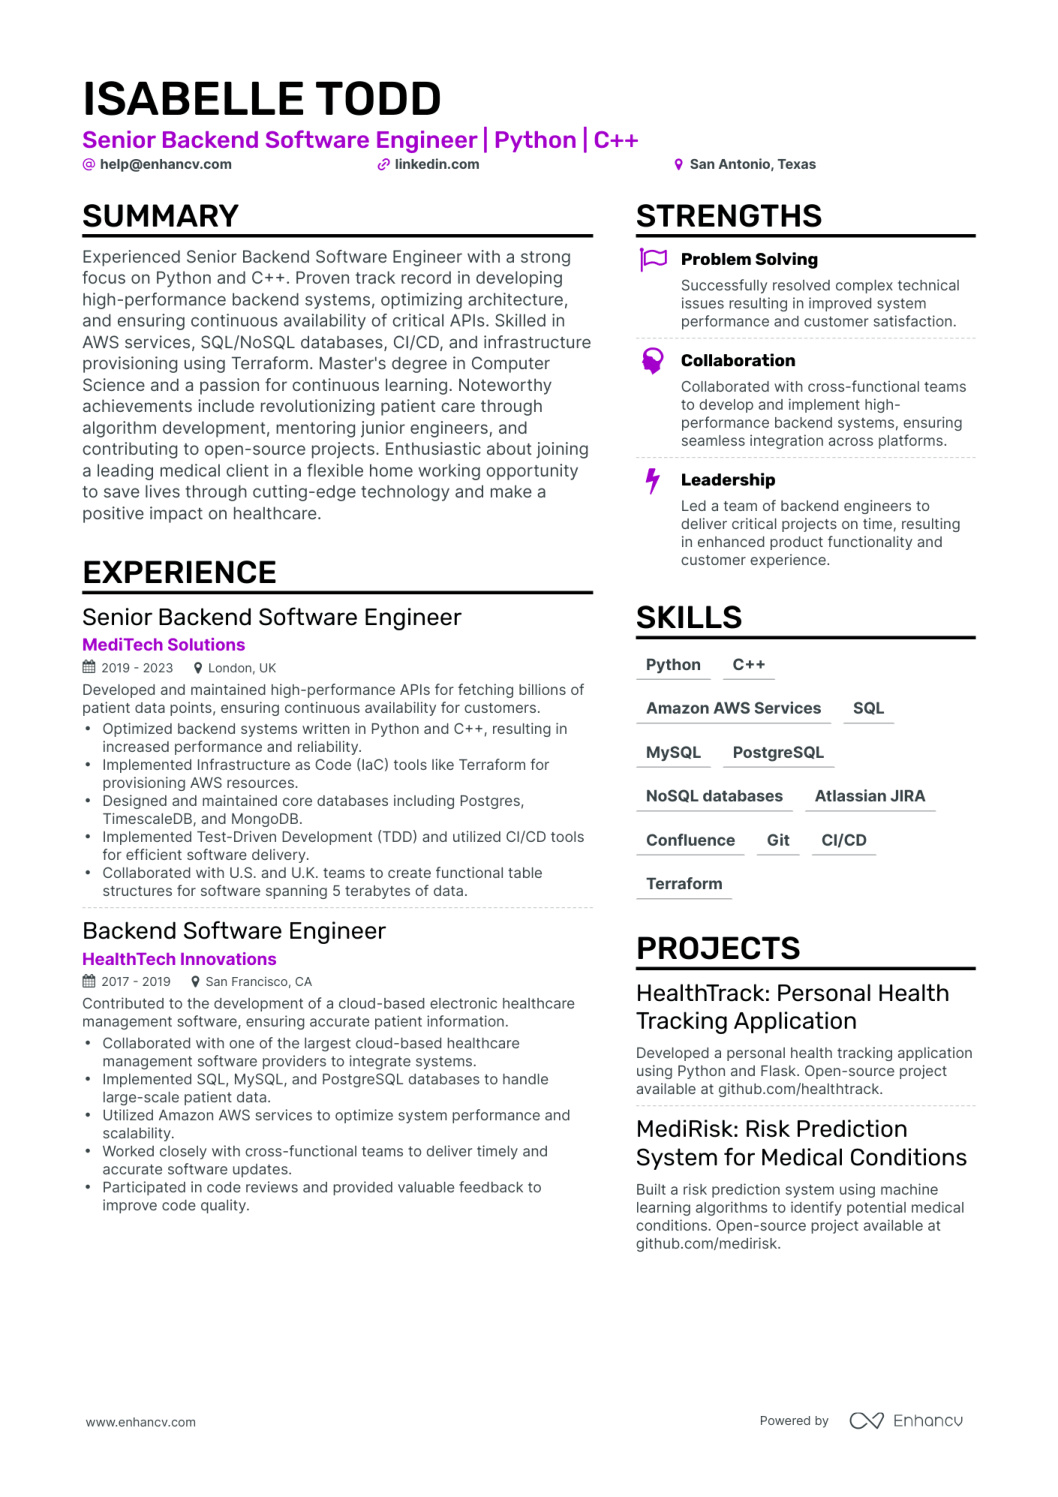 ISABELLE TODD
Senior Backend Software Engineer | Python | C++
@ help@enhancv.com
linkedin.com
San Antonio, Texas
SUMMARY
Experienced Senior Backend Software Engineer with a strong
focus on Python and C++. Proven track record in developing
high-performance backend systems, optimizing architecture,
and ensuring continuous availability of critical APIs. Skilled in
AWS services, SQL/NoSQL databases, CI/CD, and infrastructure
provisioning using Terraform. Master's degree in Computer
Science and a passion for continuous learning. Noteworthy
achievements include revolutionizing patient care through
algorithm development, mentoring junior engineers, and
contributing to open-source projects. Enthusiastic about joining
a leading medical client in a flexible home working opportunity
to save lives through cutting-edge technology and make a
positive impact on healthcare.
EXPERIENCE
Senior Backend Software Engineer
MediTech Solutions
2019 - 2023 London, UK
Developed and maintained high-performance APIs for fetching billions of
patient data points, ensuring continuous availability for customers.
• Optimized backend systems written in Python and C++, resulting in
increased performance and reliability.
• Implemented Infrastructure as Code (IaC) tools like Terraform for
provisioning AWS resources.
• Designed and maintained core databases including Postgres,
TimescaleDB, and MongoDB.
• Implemented Test-Driven Development (TDD) and utilized CI/CD tools
for efficient software delivery.
• Collaborated with U.S. and U.K. teams to create functional table
structures for software spanning 5 terabytes of data.
Backend Software Engineer
HealthTech Innovations
2017 - 2019 San Francisco, CA
Contributed to the development of a cloud-based electronic healthcare
management software, ensuring accurate patient information.
• Collaborated with one of the largest cloud-based healthcare
management software providers to integrate systems.
• Implemented SQL, MySQL, and PostgreSQL databases to handle
large-scale patient data.
• Utilized Amazon AWS services to optimize system performance and
scalability.
• Worked closely with cross-functional teams to deliver timely and
accurate software updates.
• Participated in code reviews and provided valuable feedback to
improve code quality.
STRENGTHS
Problem Solving
Successfully resolved complex technical
issues resulting in improved system
performance and customer satisfaction.
Collaboration
Collaborated with cross-functional teams
to develop and implement high-
performance backend systems, ensuring
seamless integration across platforms.
Leadership
Led a team of backend engineers to
deliver critical projects on time, resulting
in enhanced product functionality and
customer experience.
SKILLS
Python C++
Amazon AWS Services SQL
MySQL PostgreSQL
NoSQL databases Atlassian JIRA
Confluence Git CI/CD
Terraform
PROJECTS
HealthTrack: Personal Health
Tracking Application
Developed a personal health tracking application
using Python and Flask. Open-source project
available at github.com/healthtrack.
MediRisk: Risk Prediction
System for Medical Conditions
Built a risk prediction system using machine
learning algorithms to identify potential medical
conditions. Open-source project available at
github.com/medirisk.
www.enhancv.com
Powered by Enhancv